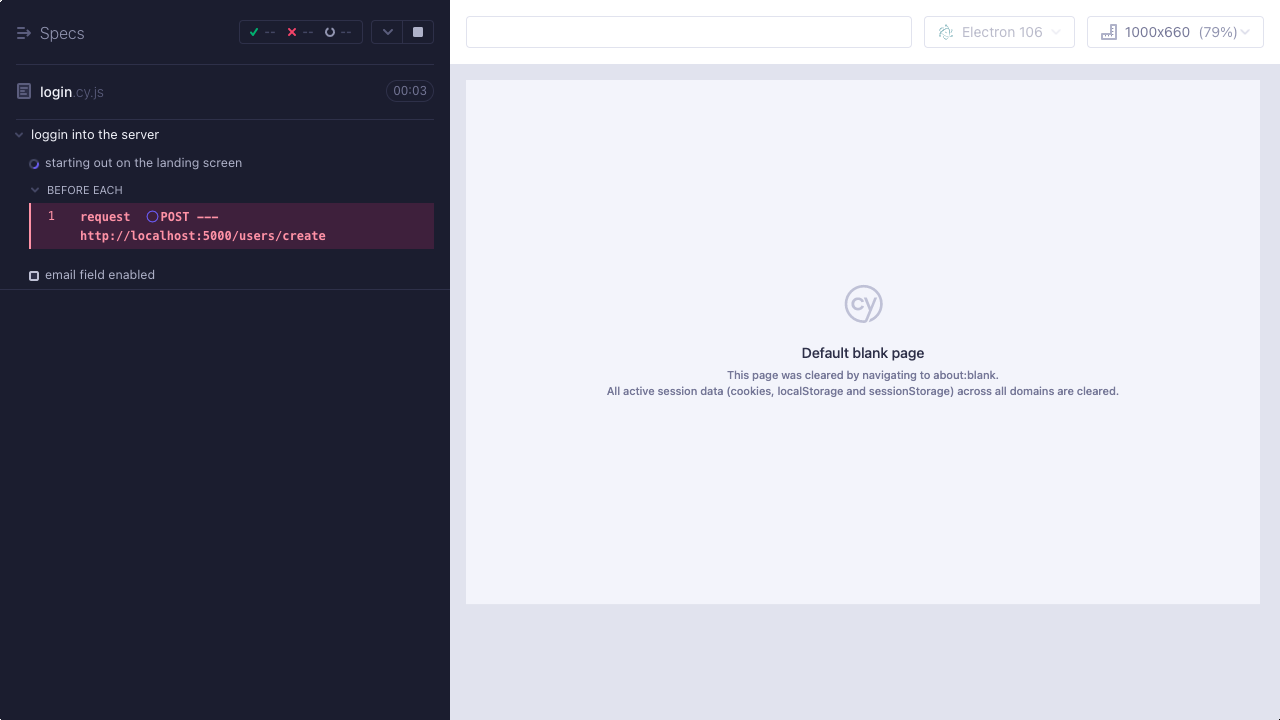 Specs
-- -- --
login.cy.js
00:03
loggin into the server
starting out on the landing screen
BEFORE EACH
1 request POST ---
http://localhost:5000/users/create
email field enabled
Electron 106
1000x660 (79%)
cy
Default blank page
This page was cleared by navigating to about:blank.
All active session data (cookies, localStorage and sessionStorage) across all domains are cleared.